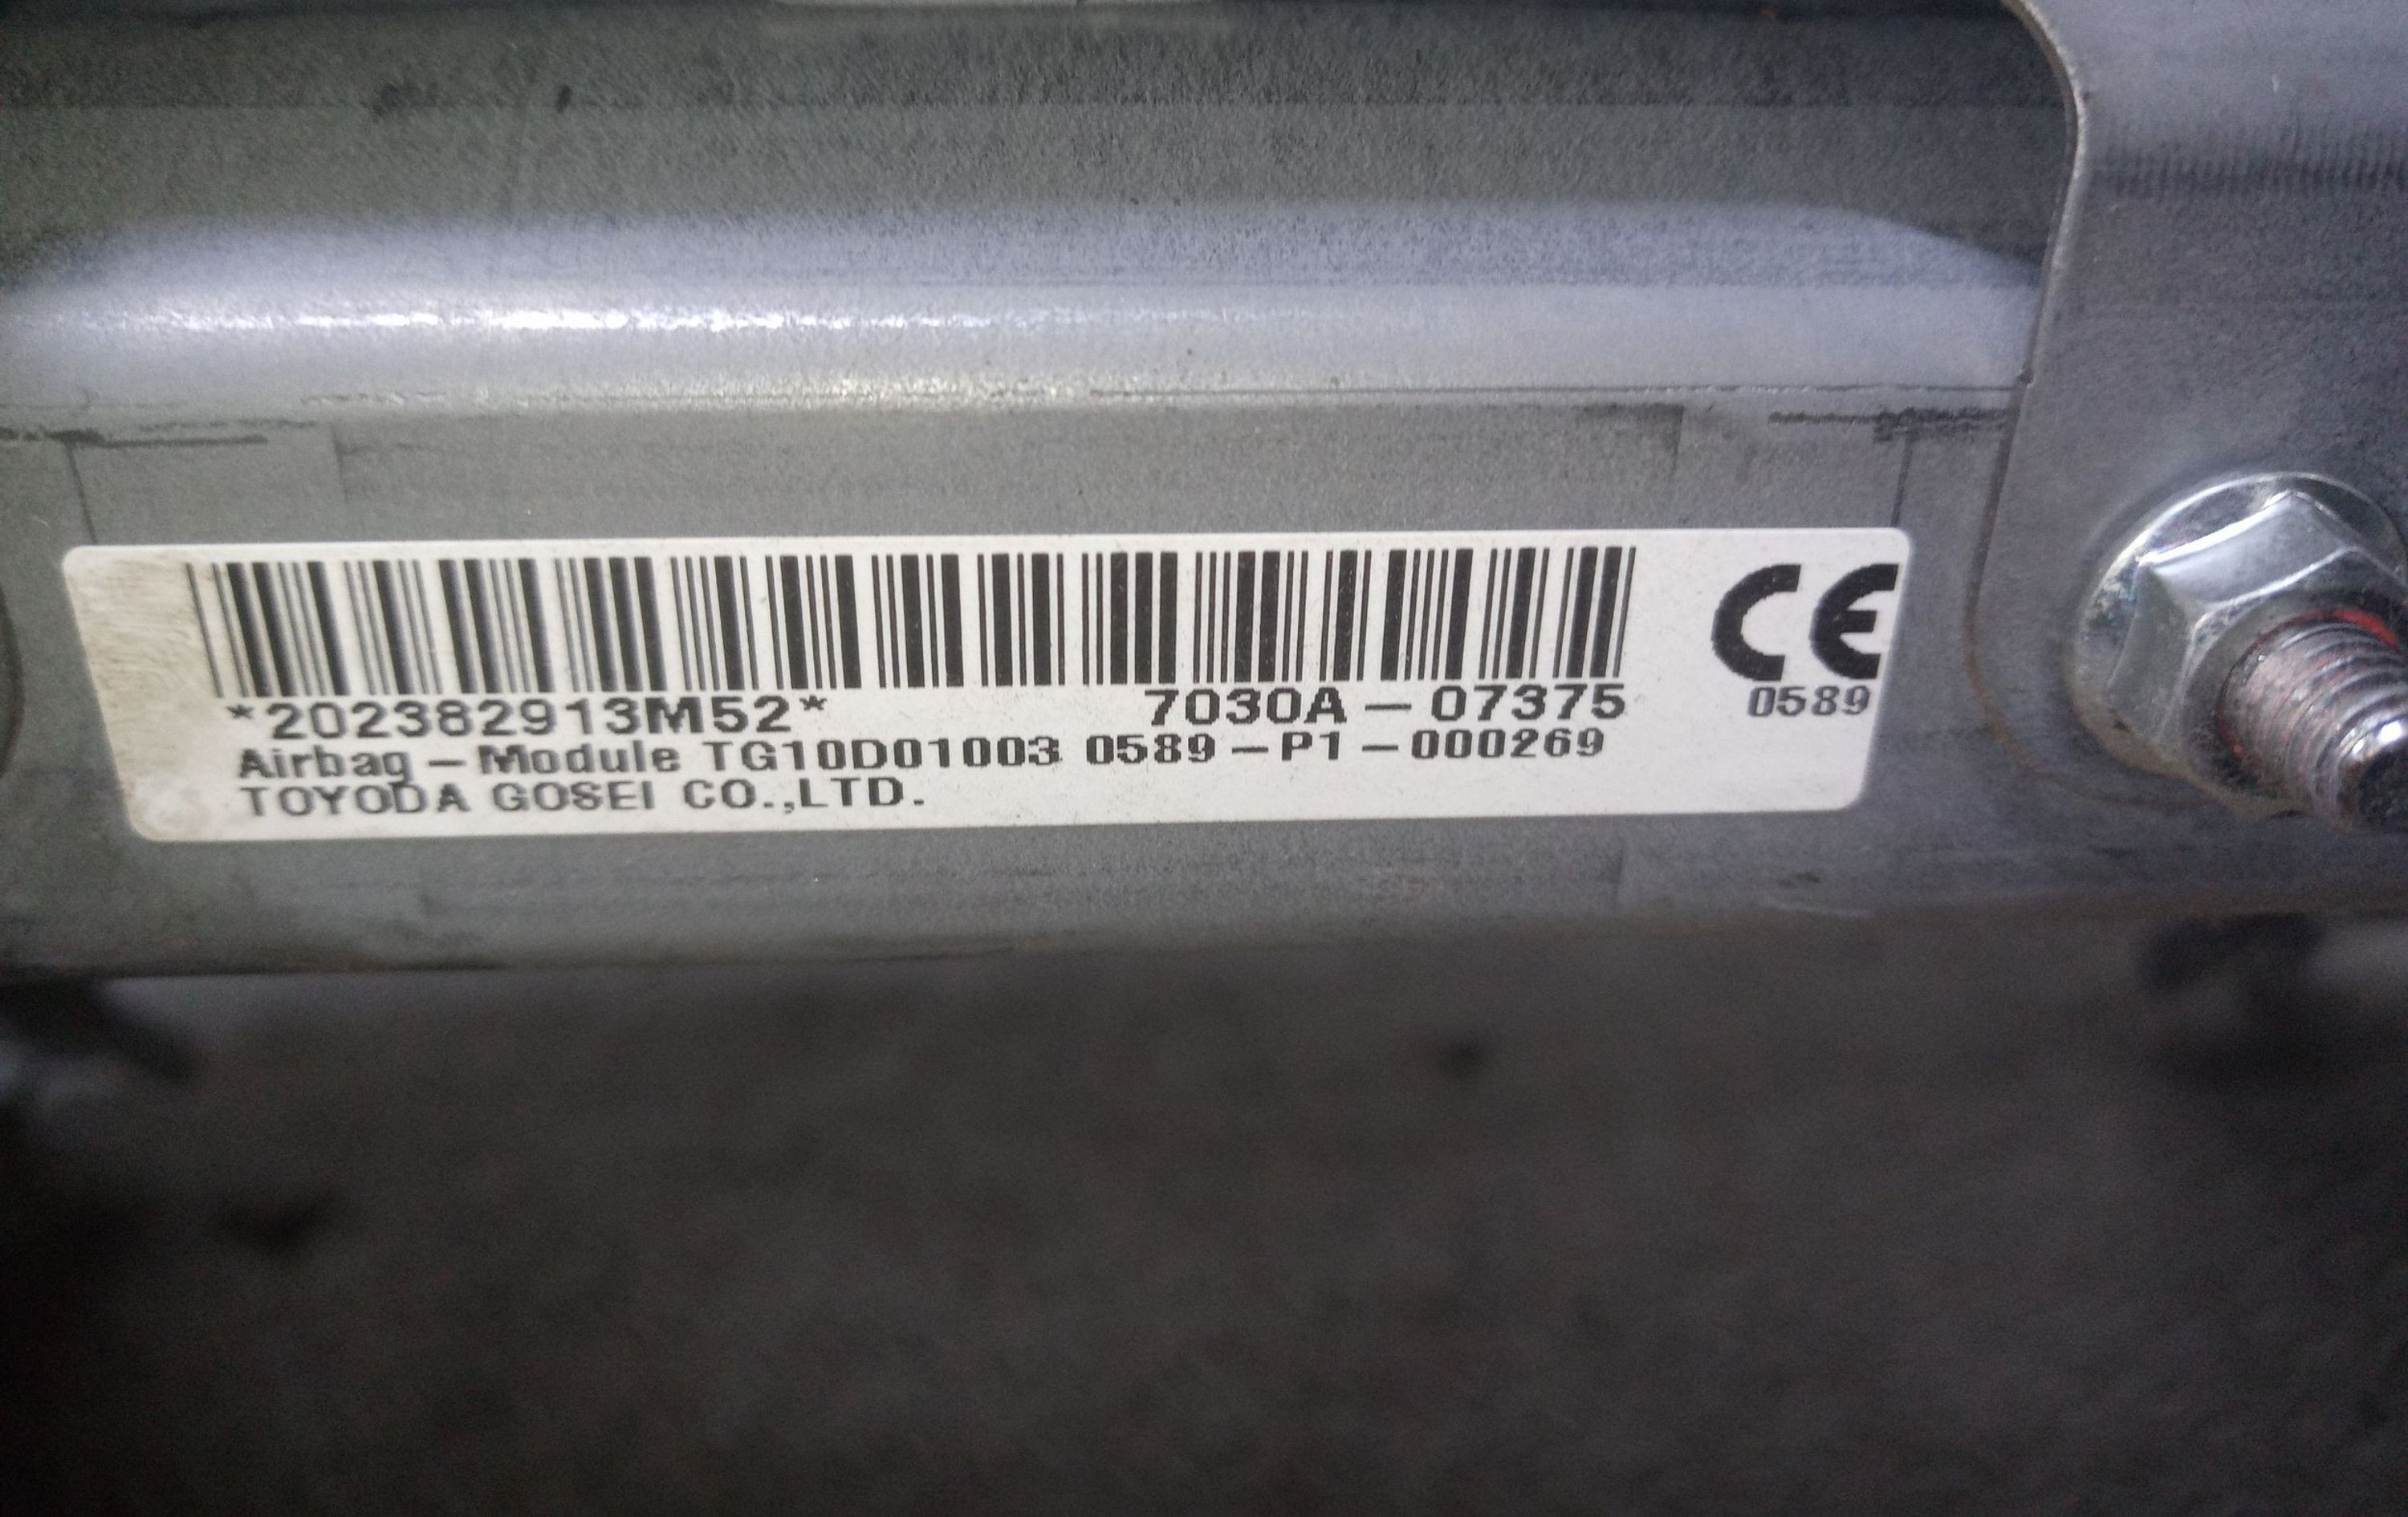 *202382913M52* 7030A-07375
CE
0589
Airbag-Module TG10D01003 0589-P1-000269
TOYODA GOSEI CO.,LTD.